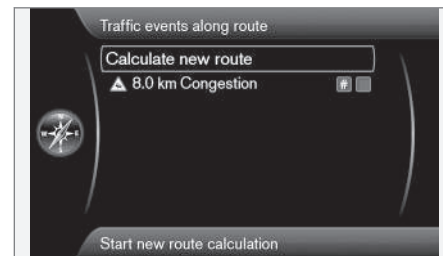 Traffic events along route
Calculate new route
8.0 km Congestion #
Start new route calculation